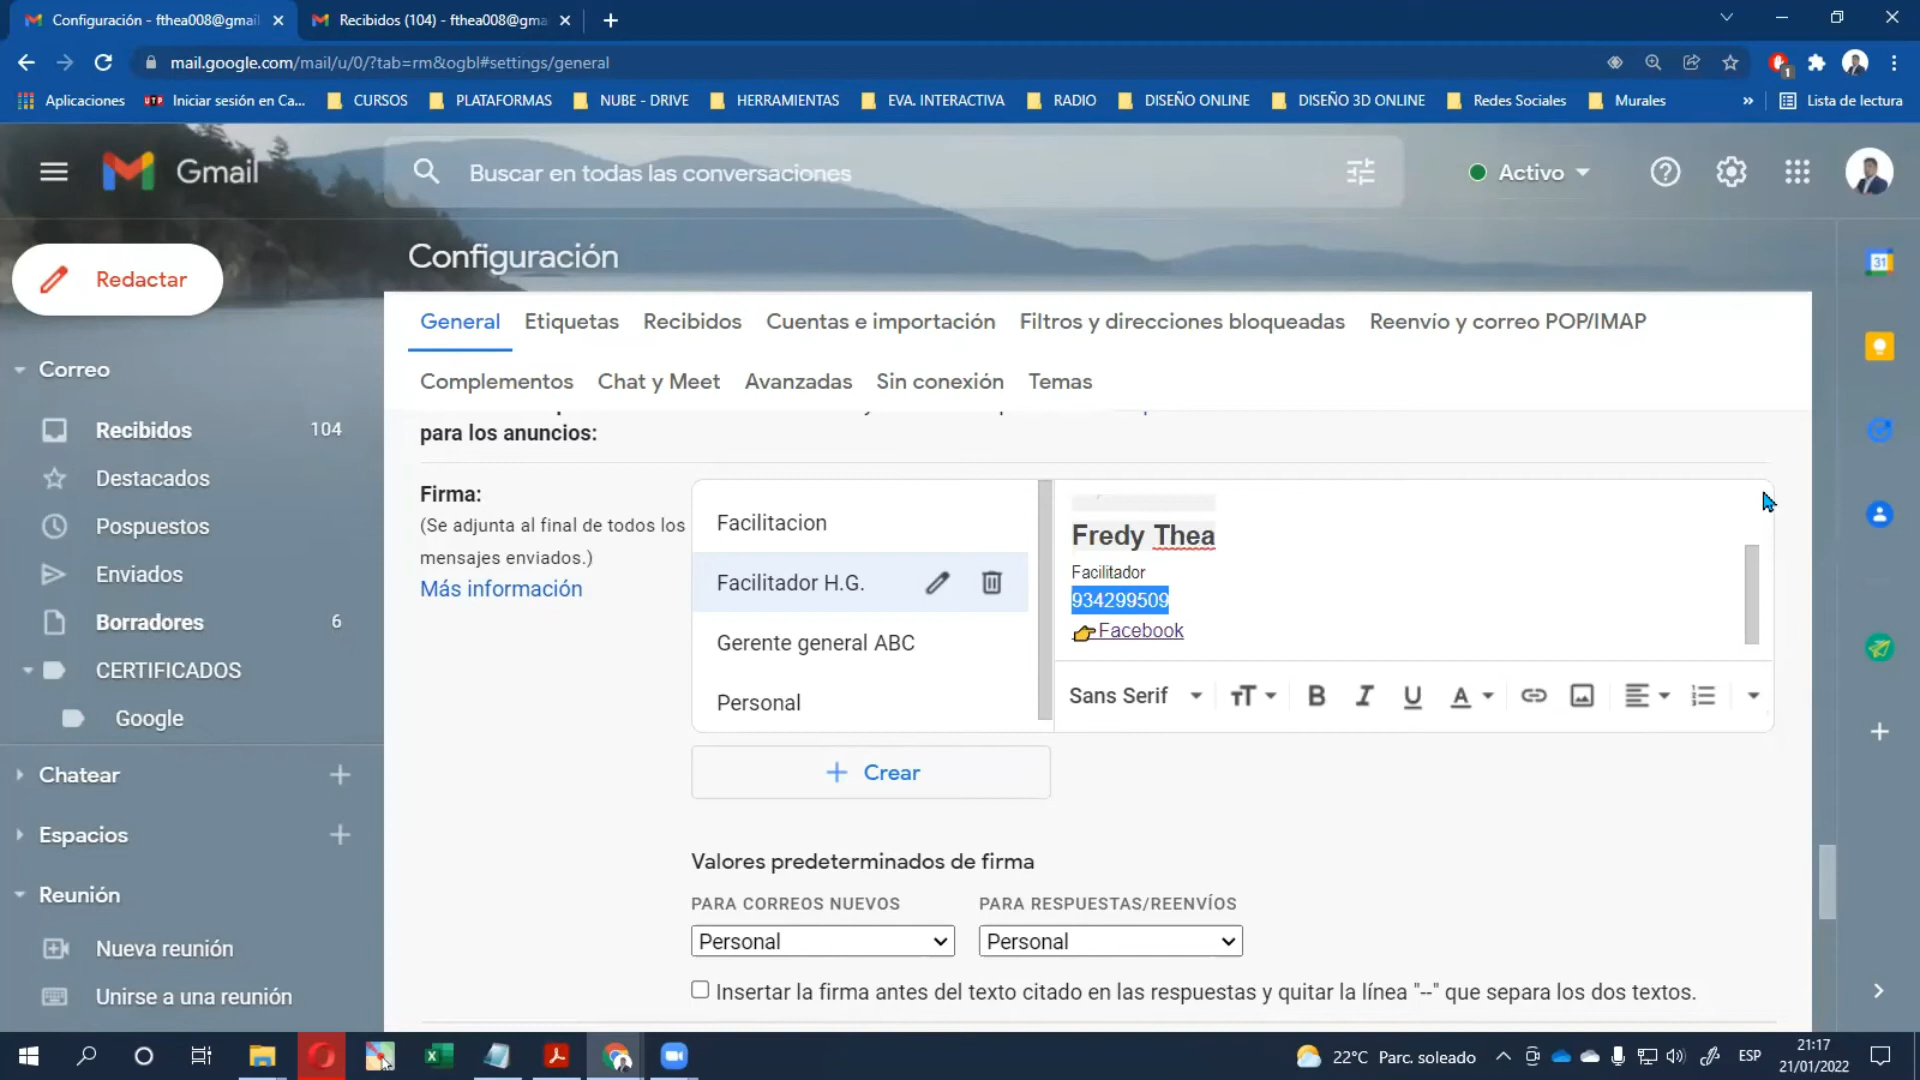 Configuración - fthea008@gmail
Recibidos (104) - fthea008@gma
mail.google.com/mail/u/0/?tab=rm&ogbl#settings/general
1
Aplicaciones
UTP Iniciar sesión en Ca...
CURSOS
PLATAFORMAS
NUBE - DRIVE
HERRAMIENTAS
EVA. INTERACTIVA
RADIO
DISEÑO ONLINE
DISEÑO 3D ONLINE
Redes Sociales
Murales
»
Lista de lectura
Gmail
Buscar en todas las conversaciones
Activo
Configuración
Redactar
General Etiquetas Recibidos Cuentas e importación Filtros y direcciones bloqueadas Reenvío y correo POP/IMAP
Complementos Chat y Meet Avanzadas Sin conexión Temas
Correo
Recibidos 104
Destacados
Pospuestos
Enviados
Borradores 6
CERTIFICADOS
Google
Chatear
Espacios
Reunión
Nueva reunión
Unirse a una reunión
para los anuncios:
Firma:
(Se adjunta al final de todos los
mensajes enviados.)
Más información
Facilitacion
Facilitador H.G.
Gerente general ABC
Personal
Fredy Thea
Facilitador
934299509
👉Facebook
Sans Serif
Crear
Valores predeterminados de firma
PARA CORREOS NUEVOS
PARA RESPUESTAS/REENVÍOS
Personal
Personal
Insertar la firma antes del texto citado en las respuestas y quitar la línea "--" que separa los dos textos.
31
22°C Parc. soleado
ESP
21:17
21/01/2022